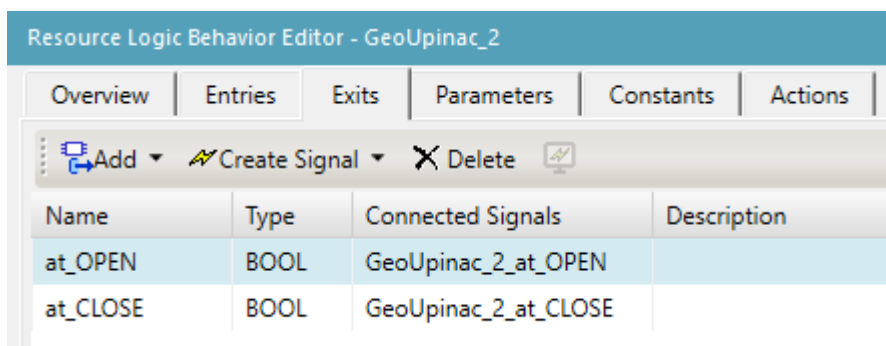 Resource Logic Behavior Editor - GeoUpinac_2
Overview Entries Exits Parameters Constants Actions
Add Create Signal Delete
Name Type Connected Signals Description
at_OPEN BOOL GeoUpinac_2_at_OPEN
at_CLOSE BOOL GeoUpinac_2_at_CLOSE